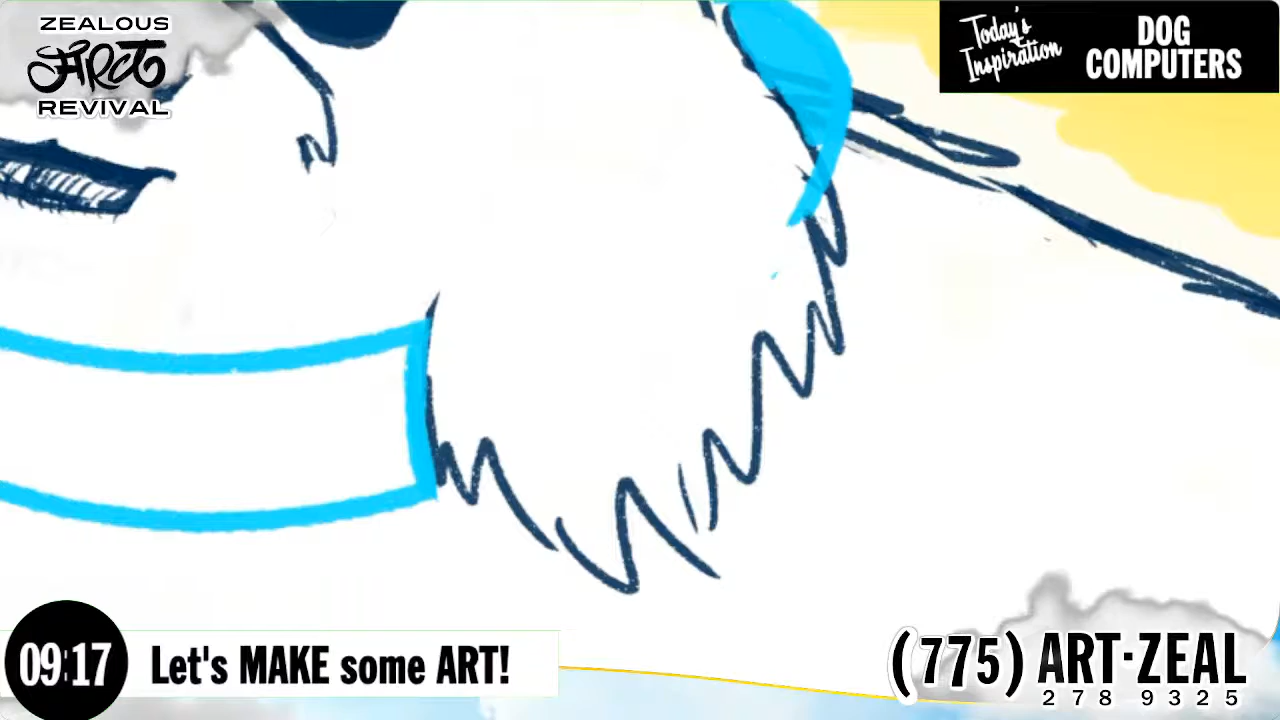 ZEALOUS
ART
REVIVAL
Today's
Inspiration
DOG
COMPUTERS
09:17
Let's MAKE some ART!
(775) ART-ZEAL
278 9325